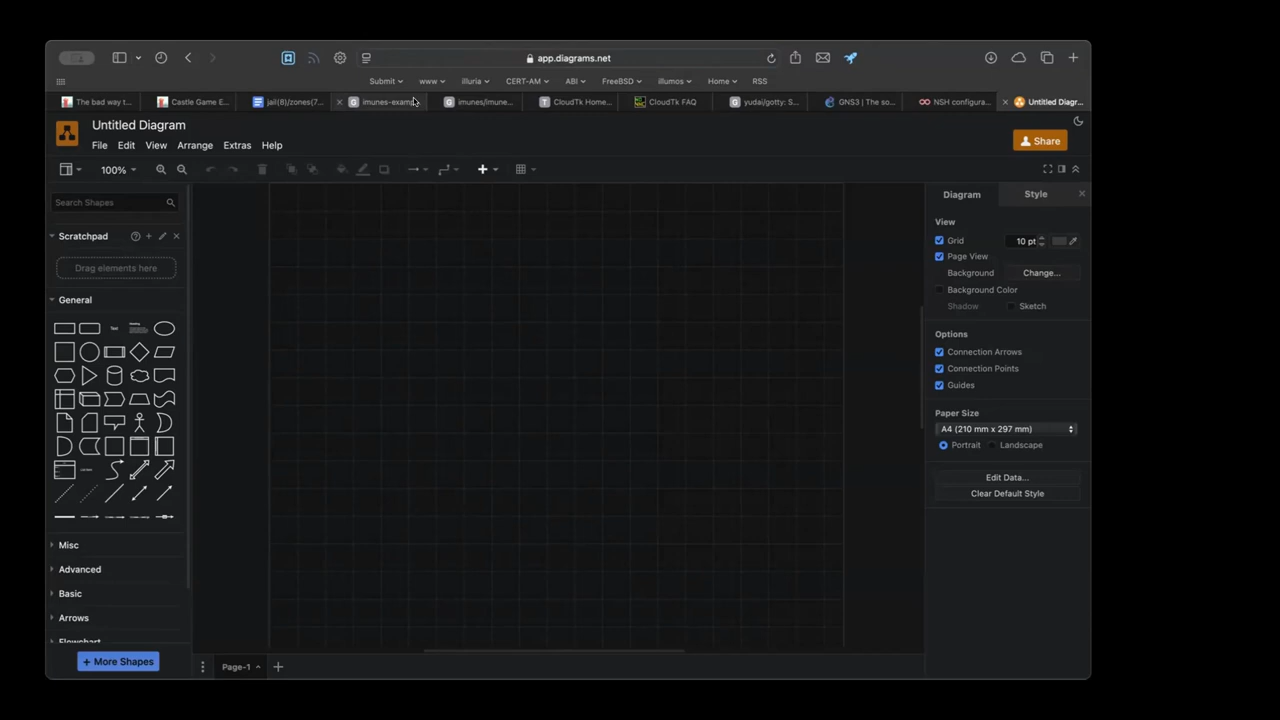 app.diagrams.net
Submit www illuria CERT-AM ABI FreeBSD illumos Home RSS
The bad way t... Castle Game E... jail(8)/zones(7... imunes-examp imunes/imune... CloudTk Home... CloudTk FAQ yudai/gotty: S... GNS3 | The so... NSH configura... Untitled Diagr...
Untitled Diagram
Share
File Edit View Arrange Extras Help
100%
Search Shapes
Diagram Style
View
Scratchpad
Grid 10 pt
Page View
Drag elements here
Background Change...
Background Color
General
Shadow Sketch
Text
Heading
Options
Connection Arrows
Connection Points
Guides
Paper Size
A4 (210 mm x 297 mm)
Portrait Landscape
Edit Data...
Clear Default Style
Misc
Advanced
Basic
Arrows
Flowchart
+ More Shapes
Page-1